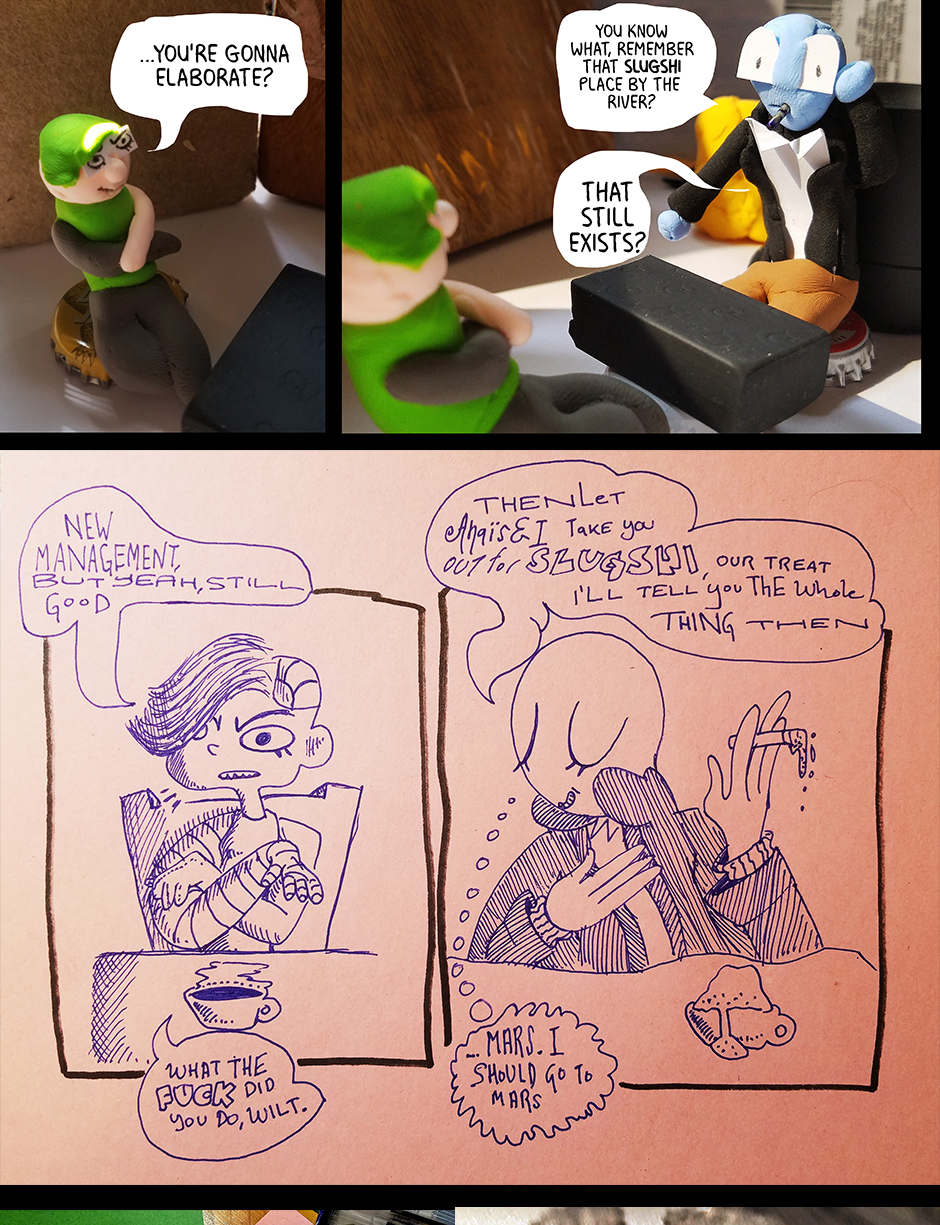 ...YOU'RE GONNA
ELABORATE?
YOU KNOW
WHAT, REMEMBER
THAT SLUGSHI
PLACE BY THE
RIVER?
THAT
STILL
EXISTS?
NEW
MANAGEMENT,
BUT YEAH, STILL
GOOD
WHAT THE
FUCK DID
YOU DO, WILT.
THEN LET
Anaïs & I TAKE you
OUT for SLUGSHI, OUR TREAT
I'LL TELL you THE Whole
THING THEN
... MARS. I
SHOULD GO TO
MARS